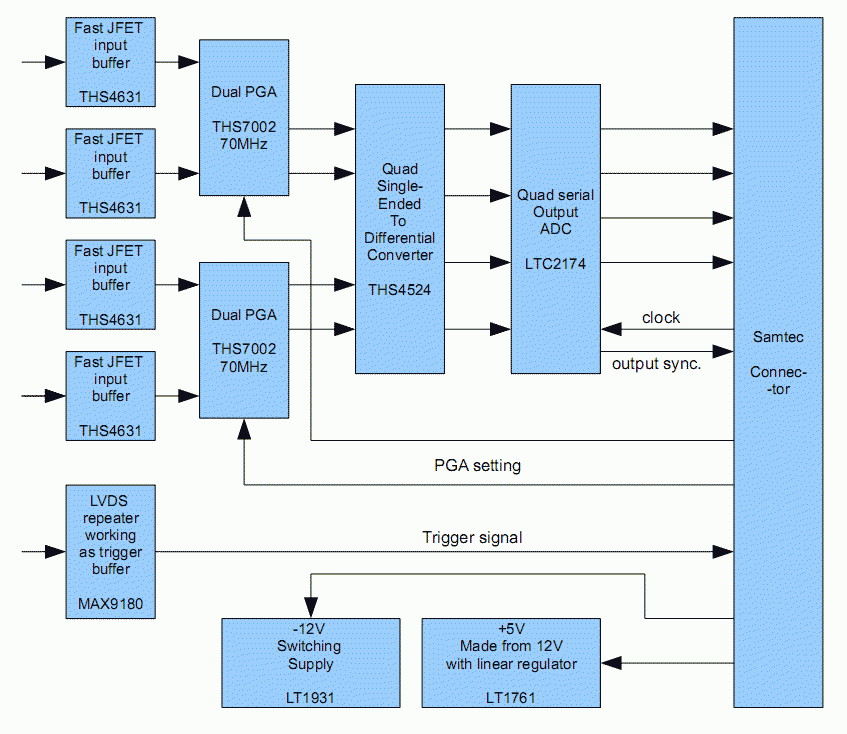 Fast JFET
input
buffer
THS4631
Fast JFET
input
buffer
THS4631
Fast JFET
input
buffer
THS4631
Fast JFET
input
buffer
THS4631
LVDS
repeater
working
as trigger
buffer
MAX9180
Dual PGA
THS7002
70MHz
Dual PGA
THS7002
70MHz
Quad
Single-
Ended
To
Differential
Converter
THS4524
Quad serial
Output
ADC
LTC2174
clock
output sync.
PGA setting
Trigger signal
-12V
Switching
Supply
LT1931
+5V
Made from 12V
with linear regulator
LT1761
Samtec
Connec-
-tor